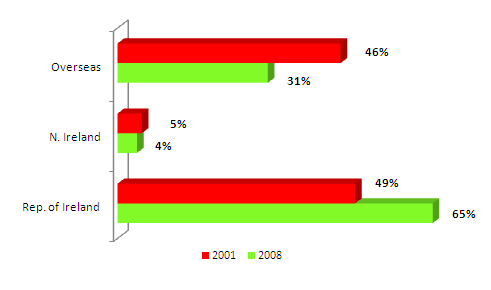 Overseas
46%
31%
N. Ireland
5%
4%
Rep. of Ireland
49%
65%
2001 2008